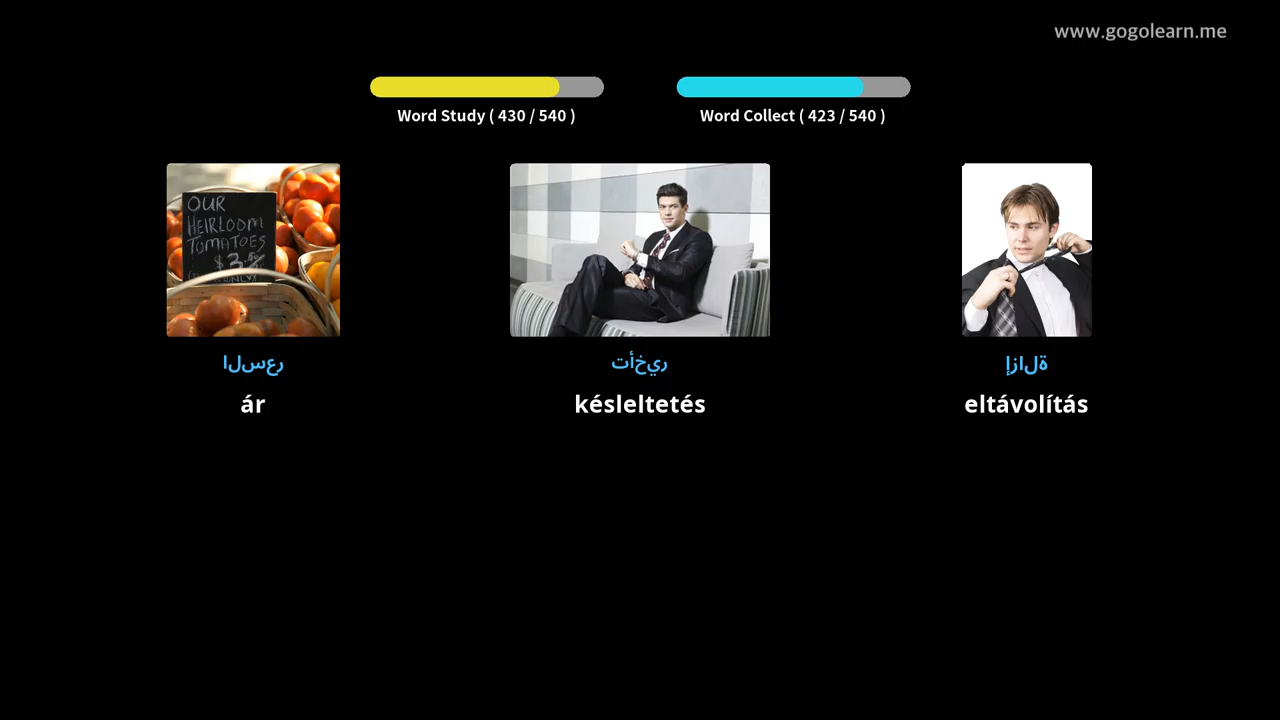 www.gogolearn.me
Word Study ( 430 / 540 )
Word Collect ( 423 / 540 )
OUR
HEIRLOOM
TOMATOES
السعر
تأخير
إزالة
ár
késleltetés
eltávolítás